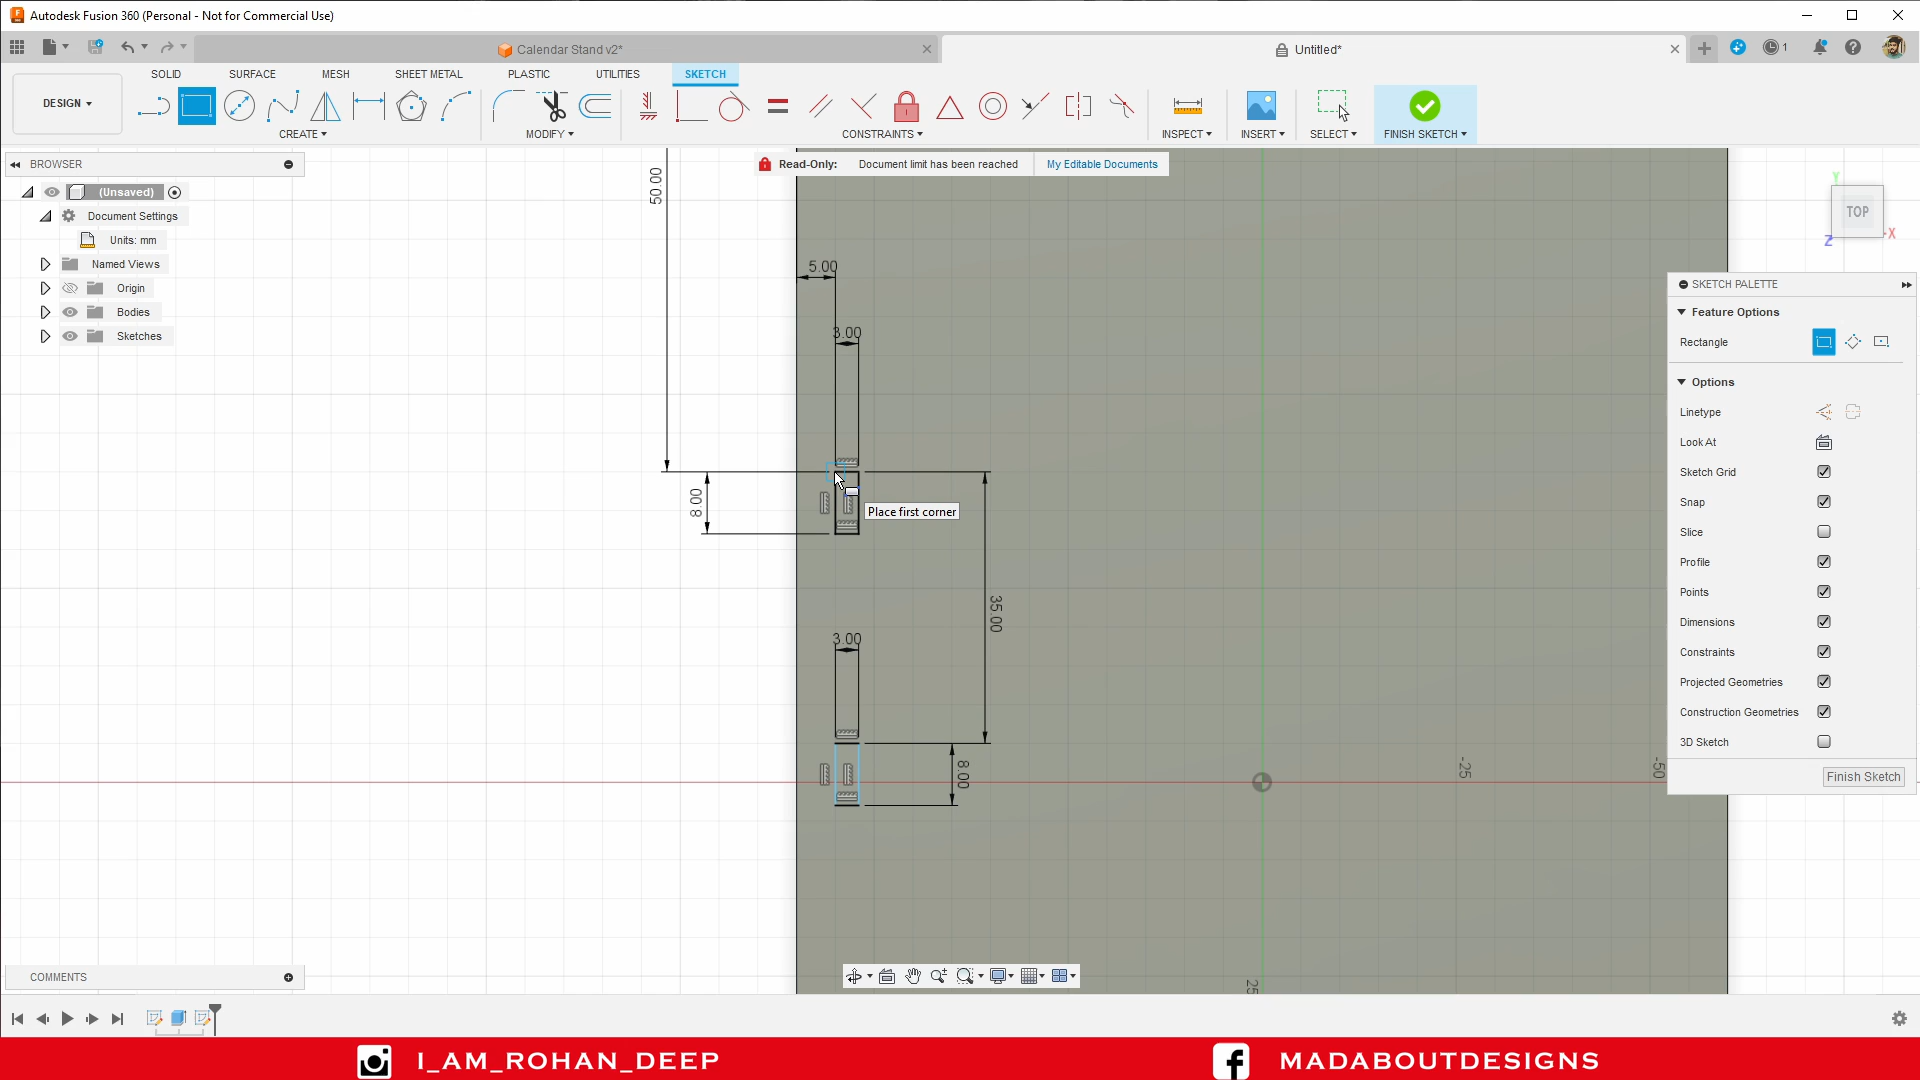 Autodesk Fusion 360 (Personal - Not for Commercial Use)
Calendar Stand v2*
Untitled*
1
DESIGN
SOLID
SURFACE
MESH
SHEET METAL
PLASTIC
UTILITIES
SKETCH
CREATE
MODIFY
CONSTRAINTS
INSPECT
INSERT
SELECT
FINISH SKETCH
BROWSER
Read-Only: Document limit has been reached
My Editable Documents
(Unsaved)
Document Settings
Units: mm
Named Views
Origin
Bodies
Sketches
50.00
5.00
3.00
8.00
Place first corner
35.00
3.00
8.00
-25
-50
25
Y
TOP
X
Z
SKETCH PALETTE
Feature Options
Rectangle
Options
Linetype
Look At
Sketch Grid
Snap
Slice
Profile
Points
Dimensions
Constraints
Projected Geometries
Construction Geometries
3D Sketch
Finish Sketch
COMMENTS
I_AM_ROHAN_DEEP
MADABOUTDESIGNS